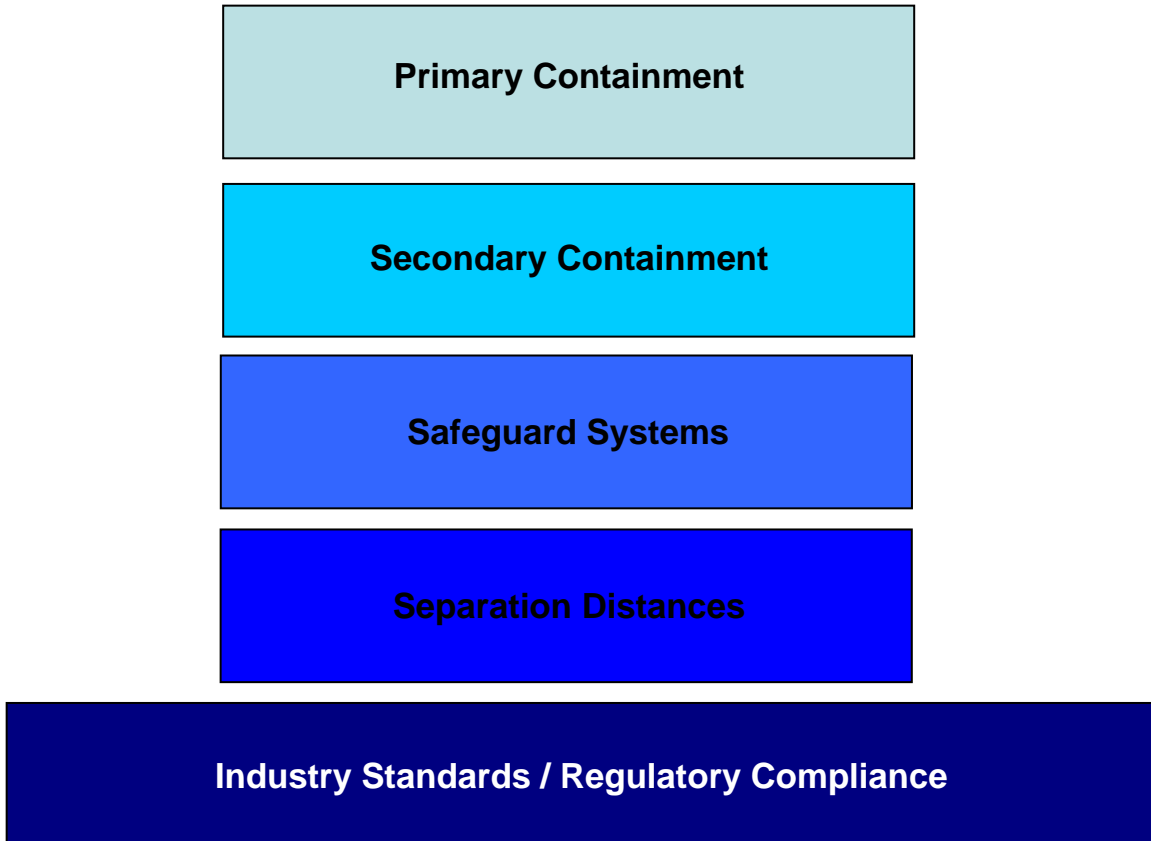 Primary Containment
Secondary Containment
Safeguard Systems
Separation Distances
Industry Standards / Regulatory Compliance